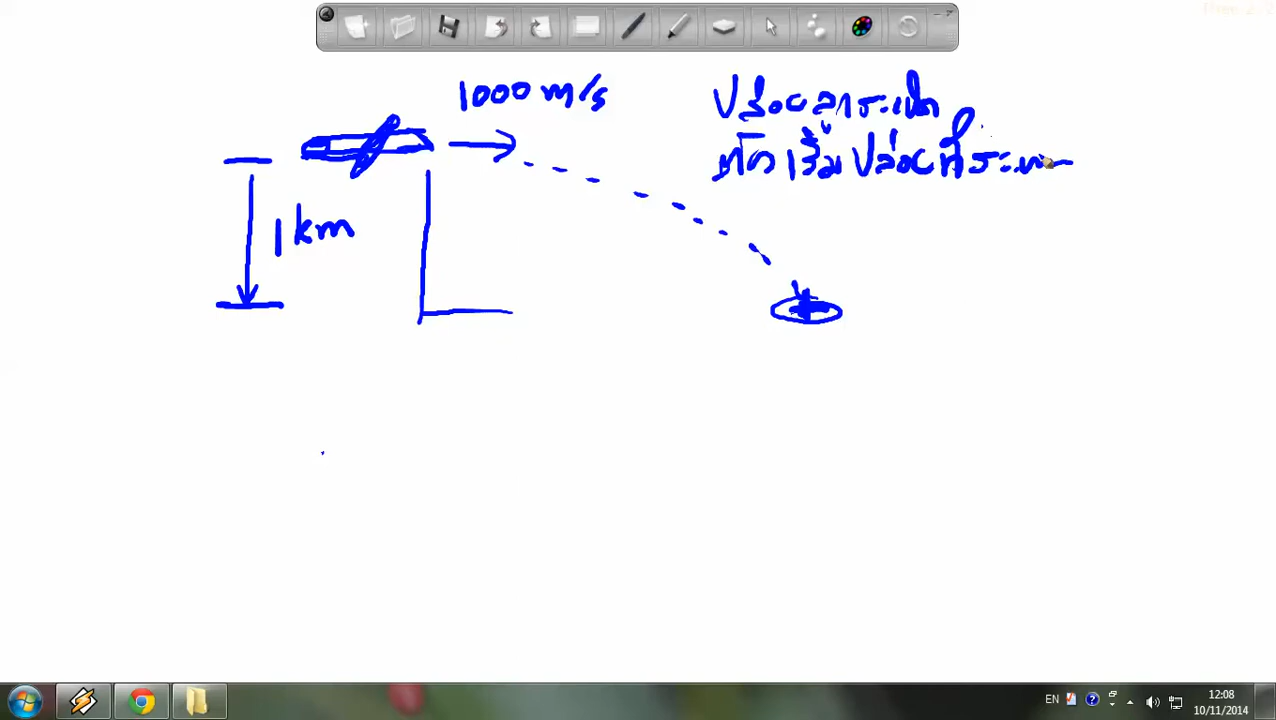 1000 m/s
ปล่อยลูกระเบิด
ต้องเริ่มปล่อยที่ระยะ
1 km
EN
12:08
10/11/2014